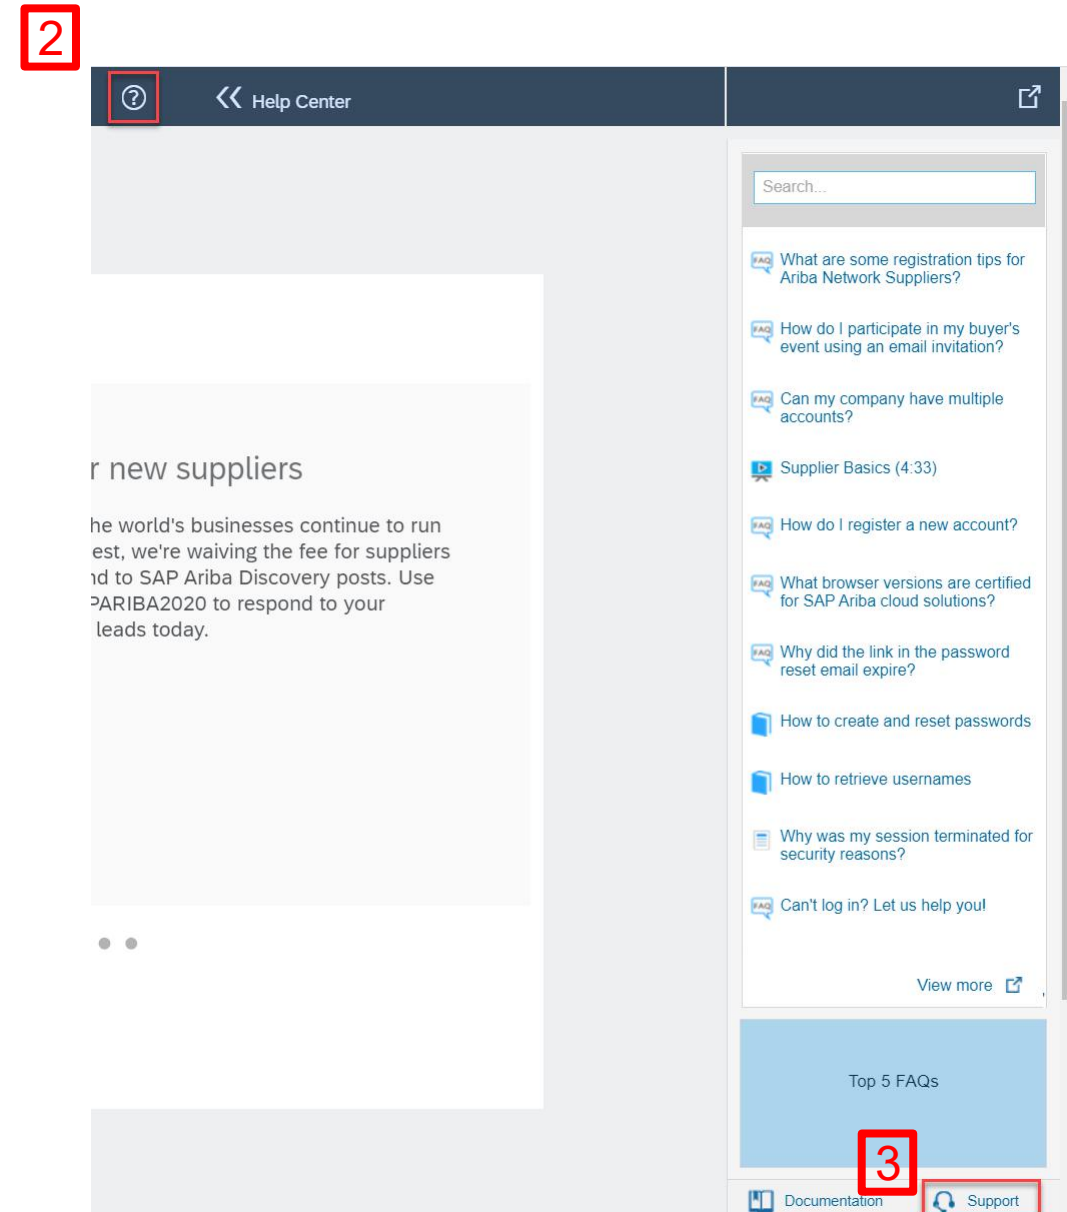 2
Help Center
Search...
What are some registration tips for
Ariba Network Suppliers?
How do I participate in my buyer's
event using an email invitation?
Can my company have multiple
accounts?
Supplier Basics (4:33)
How do I register a new account?
What browser versions are certified
for SAP Ariba cloud solutions?
Why did the link in the password
reset email expire?
How to create and reset passwords
How to retrieve usernames
Why was my session terminated for
security reasons?
Can't log in? Let us help you!
View more
r new suppliers
he world's businesses continue to run
est, we're waiving the fee for suppliers
nd to SAP Ariba Discovery posts. Use
PARIBA2020 to respond to your
leads today.
Top 5 FAQs
3
Documentation
Support